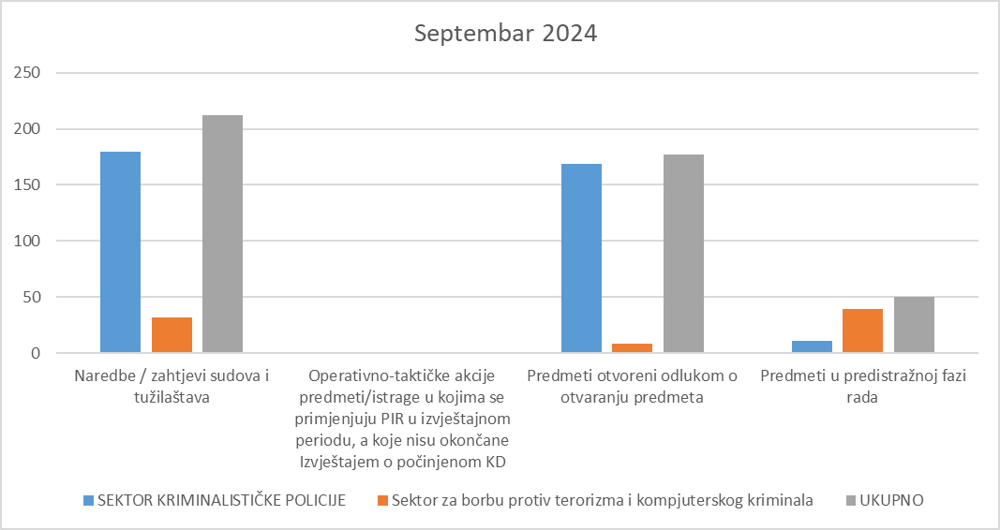 Septembar 2024
250
200
150
100
50
0
Naredbe / zahtjevi sudova i
tužilaštava
Operativno-taktičke akcije
predmeti/istrage u kojima se
primjenjuju PIR u izvještajnom
periodu, a koje nisu okončane
Izvještajem o počinjenom KD
Predmeti otvoreni odlukom o
otvaranju predmeta
Predmeti u predistražnoj fazi
rada
SEKTOR KRIMINALISTIČKE POLICIJE
Sektor za borbu protiv terorizma i kompjuterskog kriminala
UKUPNO